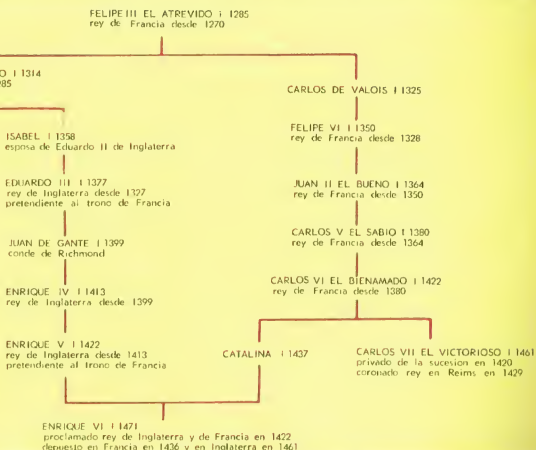 FELIPE III EL ATREVIDO i 1285
rey de Francia desde 1270
O I 1314
985
CARLOS DE VALOIS I 1325
ISABEL I 1358
esposa de Eduardo II de Inglaterra
FELIPE VI I 1350
rey de Francia desde 1328
EDUARDO III I 1377
rey de Inglaterra desde 1327
pretendiente al trono de Francia
JUAN II EL BUENO I 1364
rey de Francia desde 1350
JUAN DE GANTE I 1399
conde de Richmond
CARLOS V EL SABIO I 1380
rey de Francia desde 1364
ENRIQUE IV I 1413
rey de Inglaterra desde 1399
CARLOS VI EL BIENAMADO I 1422
rey de Francia desde 1380
ENRIQUE V I 1422
rey de Inglaterra desde 1413
pretendiente al trono de Francia
CATALINA I 1437
CARLOS VII EL VICTORIOSO I 1461
privado de la sucesion en 1420
coronado rey en Reims en 1429
ENRIQUE VI I 1471
proclamado rey de Inglaterra y de Francia en 1422
depuesto en Francia en 1436 y en Inglaterra en 1461